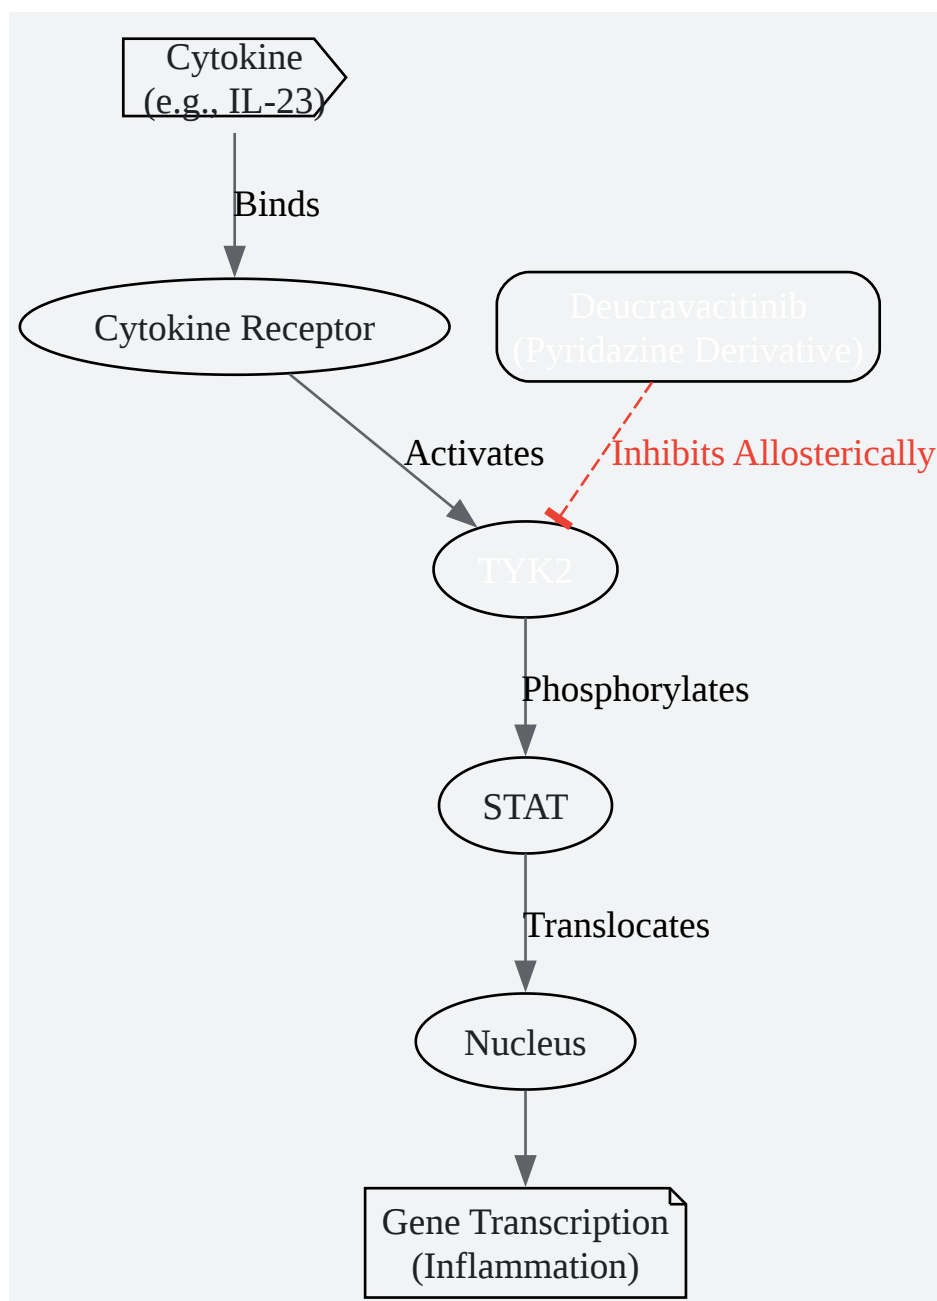 Cytokine
(e.g., IL-23)
Binds
Cytokine Receptor
Deucravacitinib
(Pyridazine Derivative)
Activates
Inhibits Allosterically
TYK2
Phosphorylates
STAT
Translocates
Nucleus
Gene Transcription
(Inflammation)